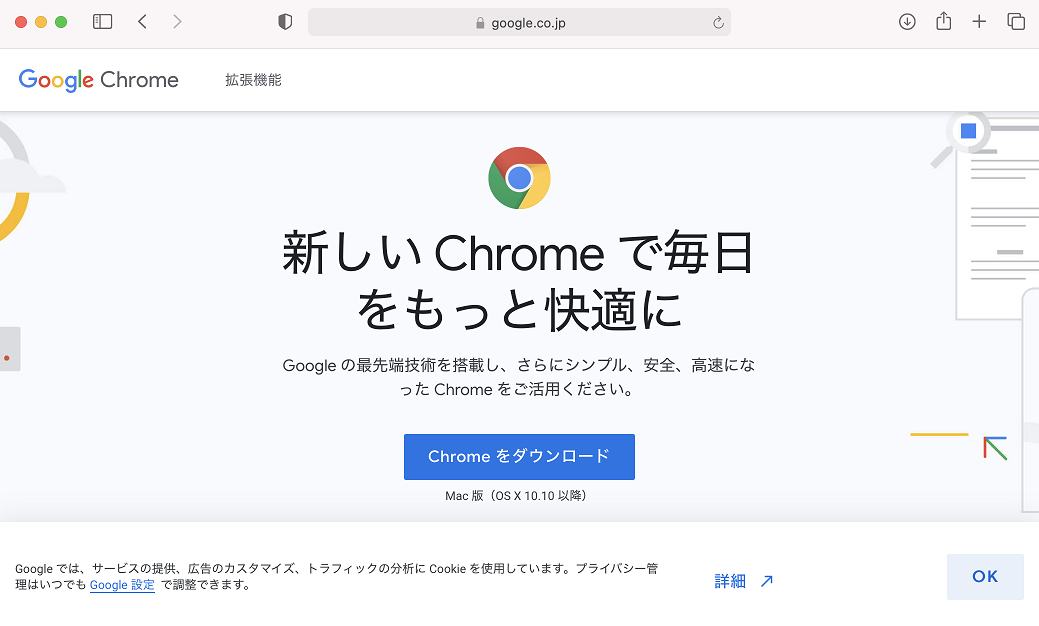 google.co.jp
Google Chrome
拡張機能
新しい Chrome で毎日
をもっと快適に
Google の最先端技術を搭載し、さらにシンプル、安全、高速にな
った Chrome をご活用ください。
Chrome をダウンロード
Mac 版（OS X 10.10 以降）
Google では、サービスの提供、広告のカスタマイズ、トラフィックの分析に Cookie を使用しています。プライバシー管
理はいつでも Google 設定 で調整できます。
詳細
OK